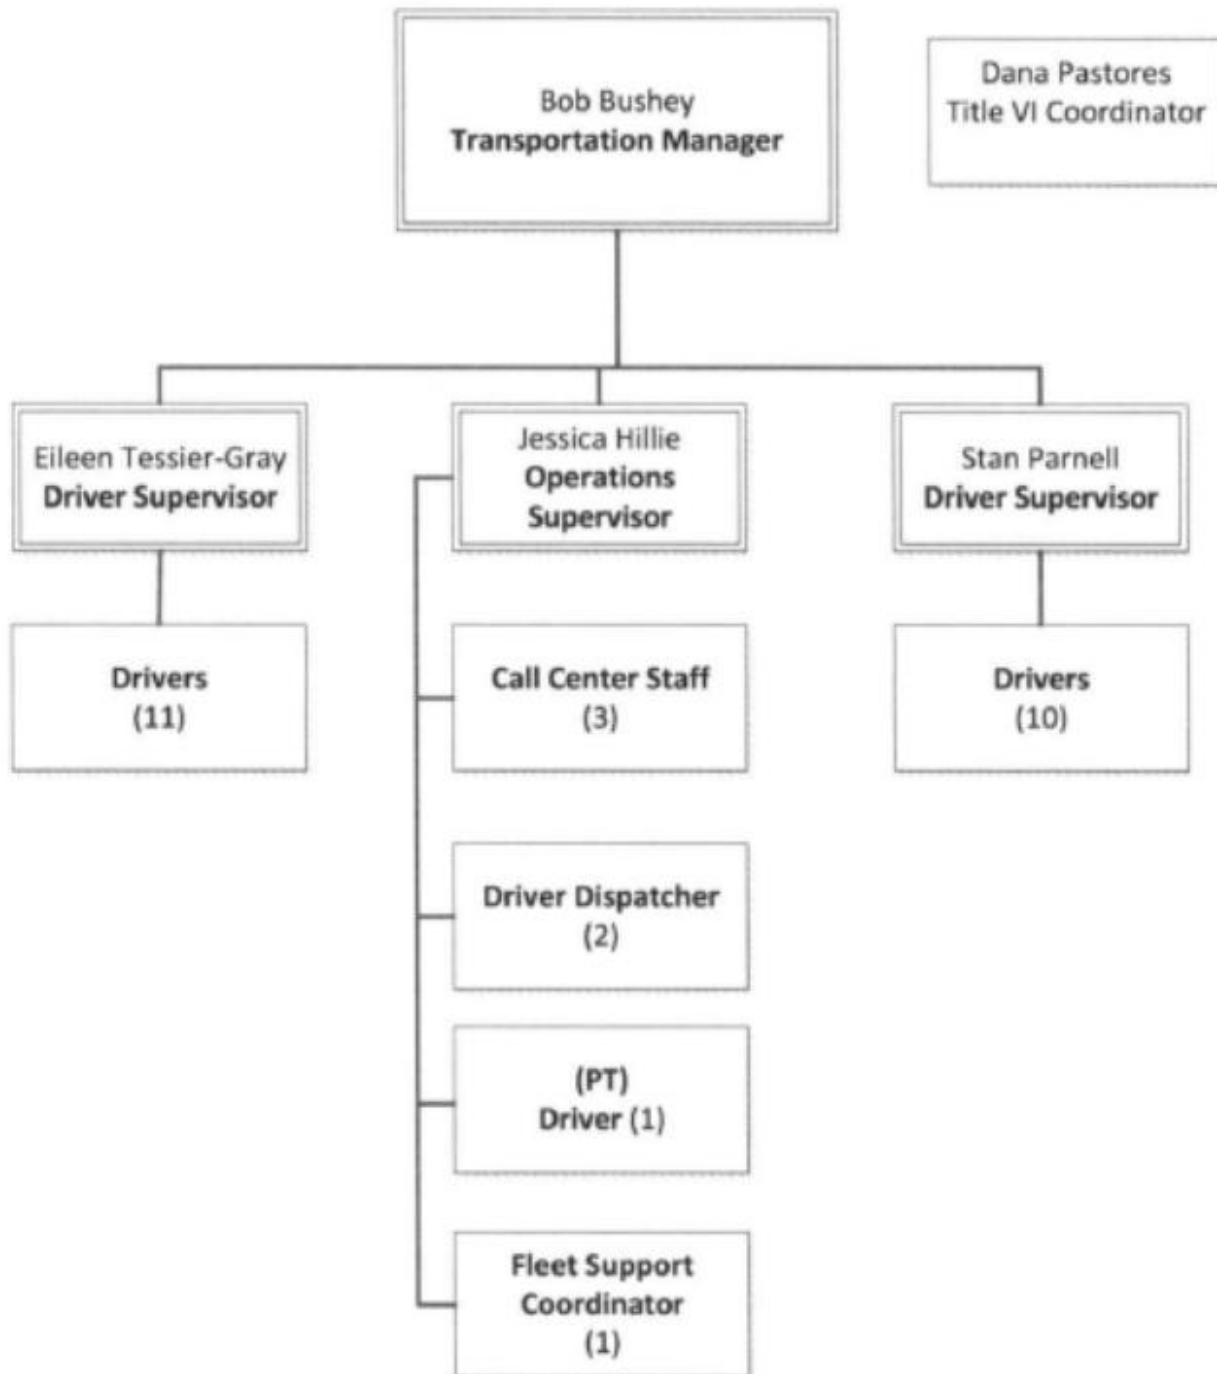 Bob Bushey
Transportation Manager
Dana Pastores
Title VI Coordinator
Eileen Tessier-Gray
Driver Supervisor
Jessica Hillie
Operations
Supervisor
Stan Parnell
Driver Supervisor
Drivers
(11)
Call Center Staff
(3)
Drivers
(10)
Driver Dispatcher
(2)
(PT)
Driver (1)
Fleet Support
Coordinator
(1)